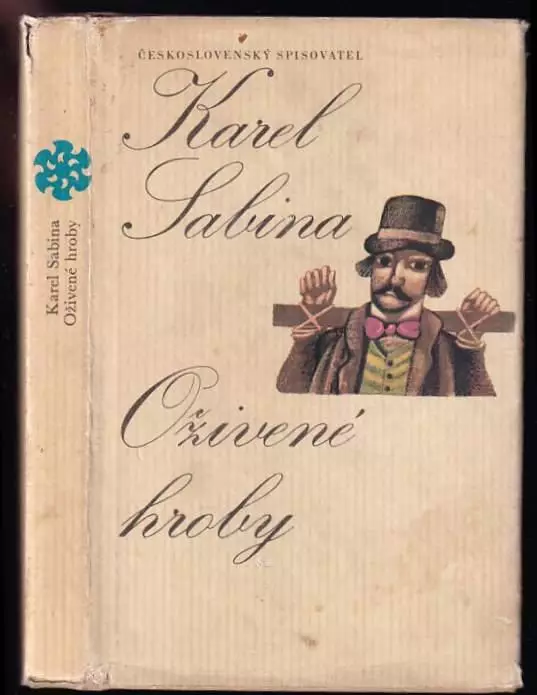 ČESKOSLOVENSKÝ SPISOVATEL
Karel
Sabina
Oživené
hroby
Karel Sabina
Oživené hroby